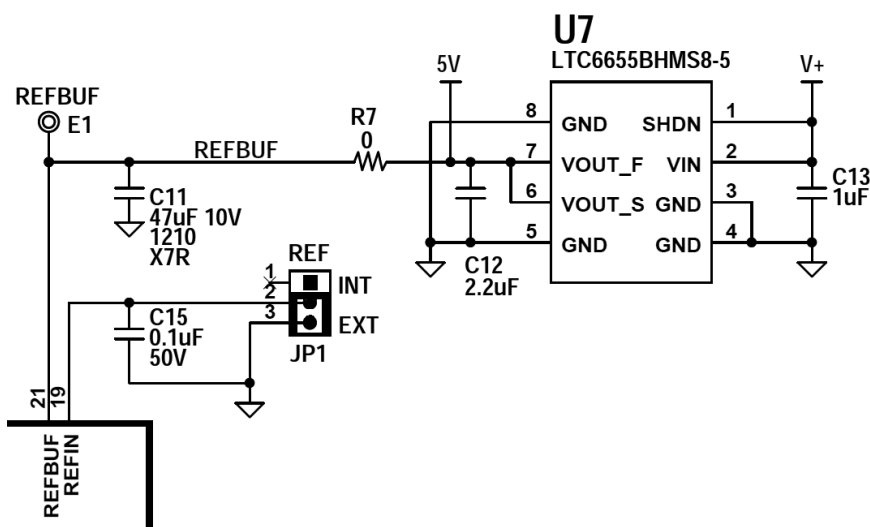 U7
LTC6655BHMS8-5
5V
V+
REFBUF
E1
R7
0
REFBUF
8
GND
SHDN
1
7
VOUT_F
VIN
2
6
VOUT_S
GND
3
5
GND
GND
4
C11
47uF 10V
1210
X7R
C12
2.2uF
C13
1uF
REF
1
INT
2
3
EXT
JP1
C15
0.1uF
50V
21
19
REFBUF
REFIN